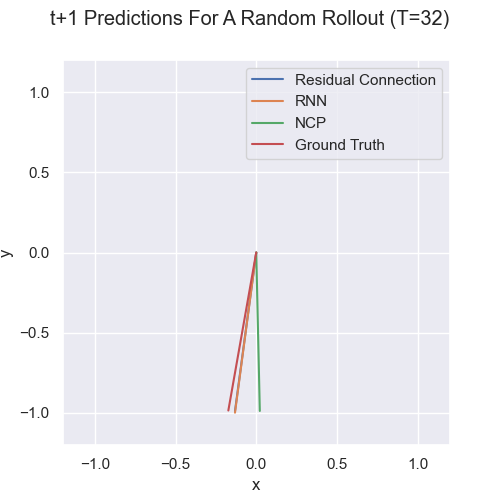 t+1 Predictions For A Random Rollout (T=32)
Residual Connection
RNN
NCP
Ground Truth
1.0
0.5
0.0
−0.5
−1.0
y
−1.0 −0.5 0.0 0.5 1.0
x